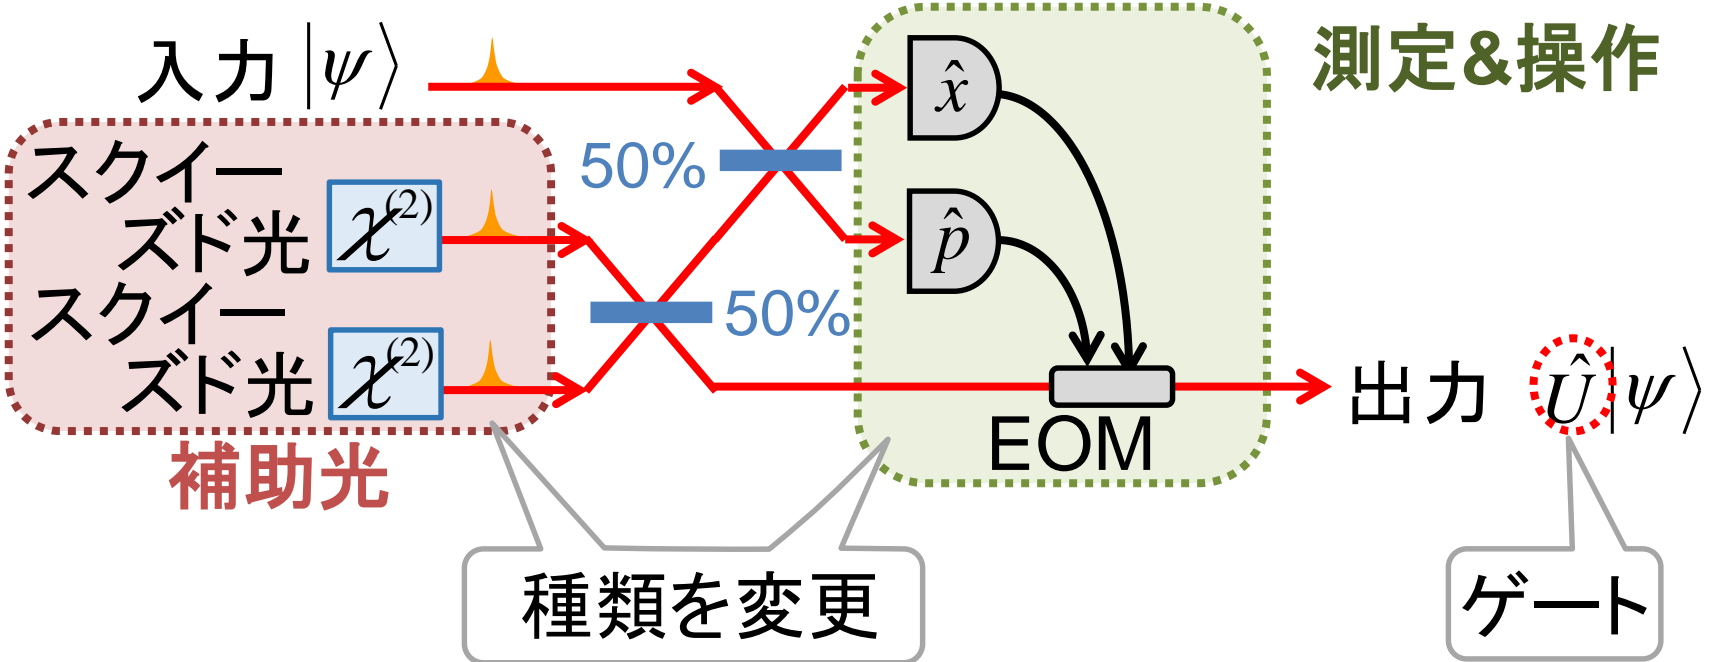 入力 |ψ⟩
測定&操作
x̂
50%
スクイー
ズド光
χ(2)
p̂
スクイー
ズド光
χ(2)
50%
補助光
EOM
出力 Û|ψ⟩
種類を変更
ゲート